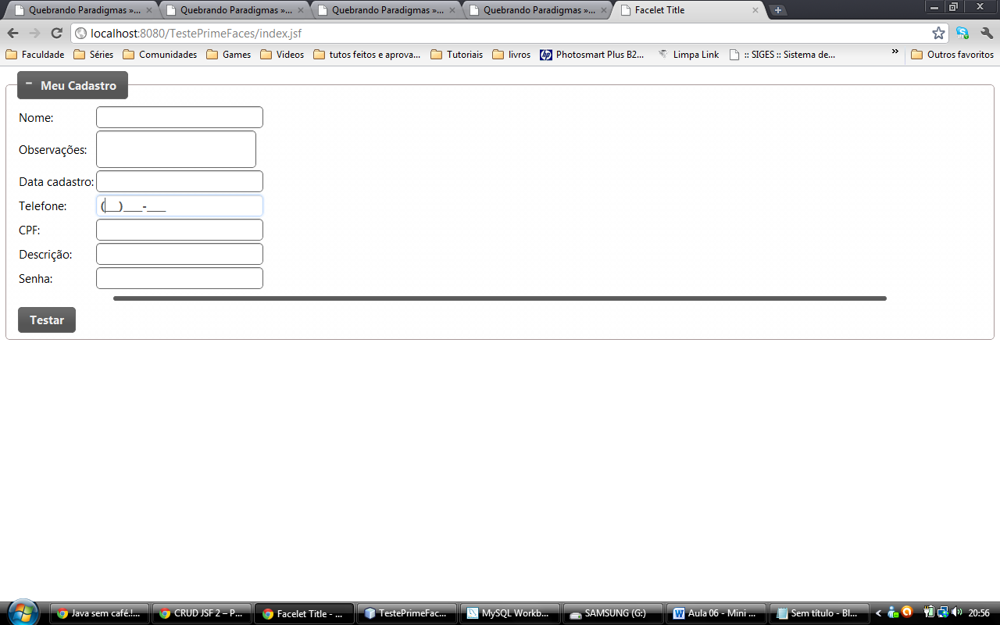 Quebrando Paradigmas »... Quebrando Paradigmas »... Quebrando Paradigmas »... Quebrando Paradigmas »... Facelet Title
localhost:8080/TestePrimeFaces/index.jsf
Faculdade Séries Comunidades Games Videos tutos feitos e aprova... Tutoriais livros Photosmart Plus B2... Limpa Link :: SIGES :: Sistema de... » Outros favoritos
Meu Cadastro
Nome:
Observações:
Data cadastro:
Telefone: (__)___-___
CPF:
Descrição:
Senha:
Testar
Java sem café.!... CRUD JSF 2 – P... Facelet Title - ... TestePrimeFac... MySQL Workb... SAMSUNG (G:) Aula 06 - Mini ... Sem título - Bl... 20:56